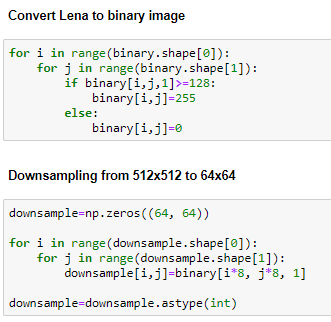 Convert Lena to binary image
for i in range(binary.shape[0]):
    for j in range(binary.shape[1]):
        if binary[i,j,1]>=128:
            binary[i,j]=255
        else:
            binary[i,j]=0
Downsampling from 512x512 to 64x64
downsample=np.zeros((64, 64))
for i in range(downsample.shape[0]):
    for j in range(downsample.shape[1]):
        downsample[i,j]=binary[i*8, j*8, 1]
downsample=downsample.astype(int)